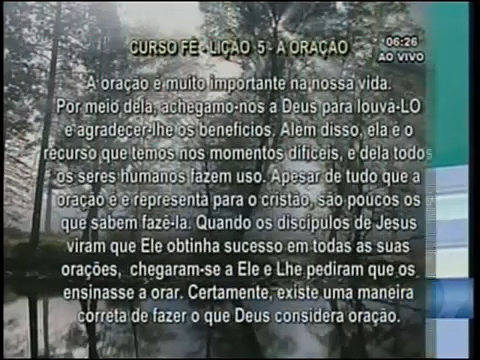 CURSO FÉ - LIÇÃO 5 - A ORAÇÃO
06:26
AO VIVO
A oração é muito importante na nossa vida.
Por meio dela, achegamo-nos a Deus para louvá-LO
e agradecer-lhe os benefícios. Além disso, ela é o
recurso que temos nos momentos difíceis, e dela todos
os seres humanos fazem uso. Apesar de tudo que a
oração é e representa para o cristão, são poucos os
que sabem fazê-la. Quando os discípulos de Jesus
viram que Ele obtinha sucesso em todas as suas
orações, chegaram-se a Ele e Lhe pediram que os
ensinasse a orar. Certamente, existe uma maneira
correta de fazer o que Deus considera oração.